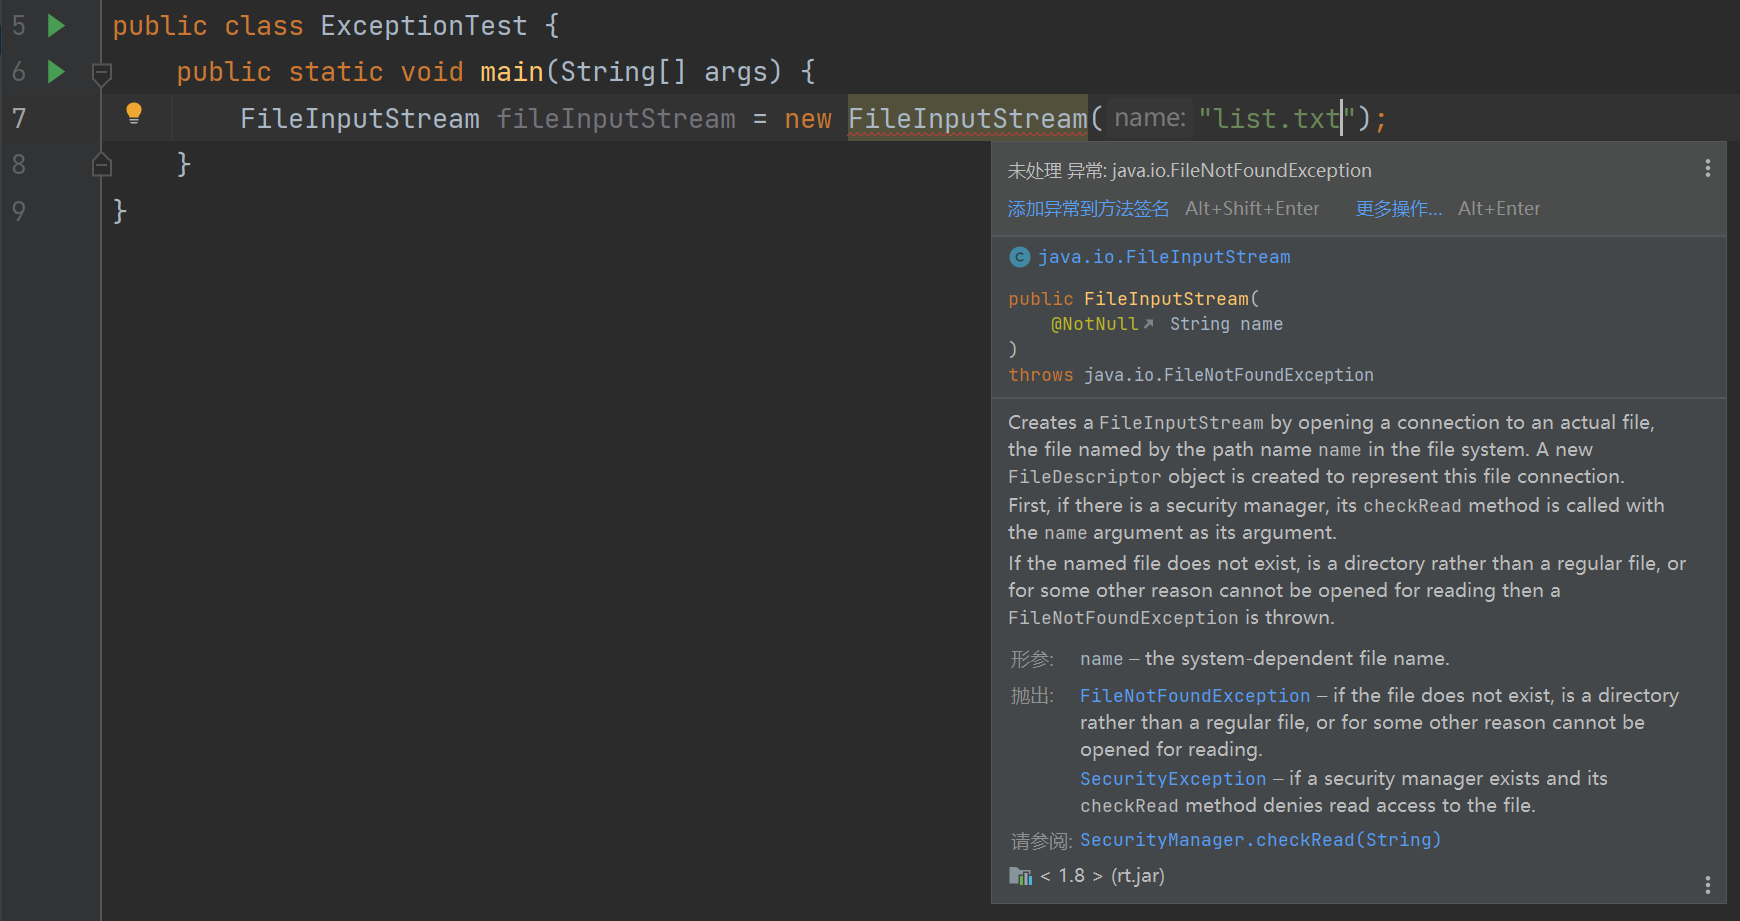 5 public class ExceptionTest {
6 public static void main(String[] args) {
7 FileInputStream fileInputStream = new FileInputStream( name: "list.txt");
8 }
9 }
未处理 异常: java.io.FileNotFoundException
添加异常到方法签名 Alt+Shift+Enter 更多操作... Alt+Enter
C java.io.FileInputStream
public FileInputStream(
@NotNull↗ String name
)
throws java.io.FileNotFoundException
Creates a FileInputStream by opening a connection to an actual file,
the file named by the path name name in the file system. A new
FileDescriptor object is created to represent this file connection.
First, if there is a security manager, its checkRead method is called with
the name argument as its argument.
If the named file does not exist, is a directory rather than a regular file, or
for some other reason cannot be opened for reading then a
FileNotFoundException is thrown.
形参: name – the system-dependent file name.
抛出: FileNotFoundException – if the file does not exist, is a directory
rather than a regular file, or for some other reason cannot be
opened for reading.
SecurityException – if a security manager exists and its
checkRead method denies read access to the file.
请参阅: SecurityManager.checkRead(String)
< 1.8 > (rt.jar)